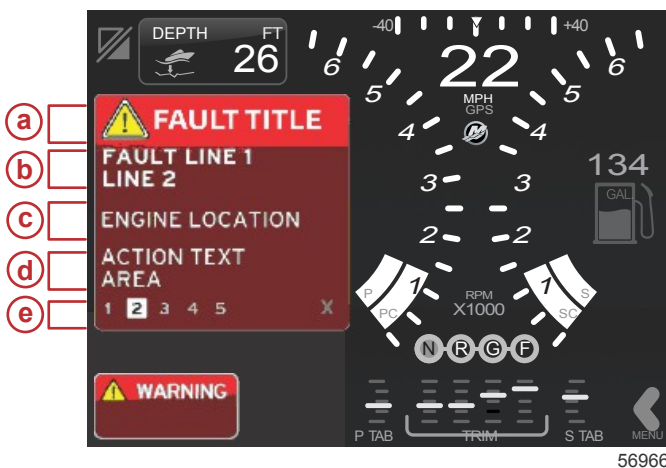 DEPTH FT
26
-40 +40
22
MPH
GPS
6 6
5 5
4 4
3 3
2 2
1 1
P S
PC SC
RPM
X1000
N R G F
134
GAL
a
FAULT TITLE
b
FAULT LINE 1
LINE 2
c
ENGINE LOCATION
d
ACTION TEXT
AREA
e
1 2 3 4 5 X
WARNING
P TAB TRIM S TAB MENU
56966